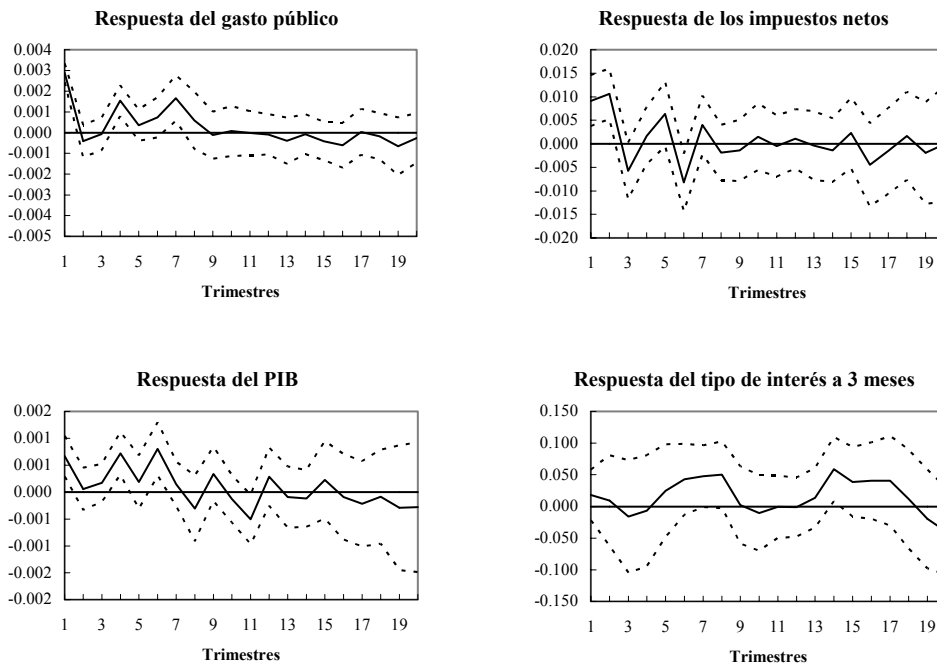 Respuesta del gasto público
0.004
0.003
0.002
0.001
0.000
-0.001
-0.002
-0.003
-0.004
-0.005
1 3 5 7 9 11 13 15 17 19
Trimestres
Respuesta de los impuestos netos
0.020
0.015
0.010
0.005
0.000
-0.005
-0.010
-0.015
-0.020
1 3 5 7 9 11 13 15 17 19
Trimestres
Respuesta del PIB
0.002
0.001
0.001
0.000
-0.001
-0.001
-0.002
1 3 5 7 9 11 13 15 17 19
Trimestres
Respuesta del tipo de interés a 3 meses
0.150
0.100
0.050
0.000
-0.050
-0.100
-0.150
1 3 5 7 9 11 13 15 17 19
Trimestres